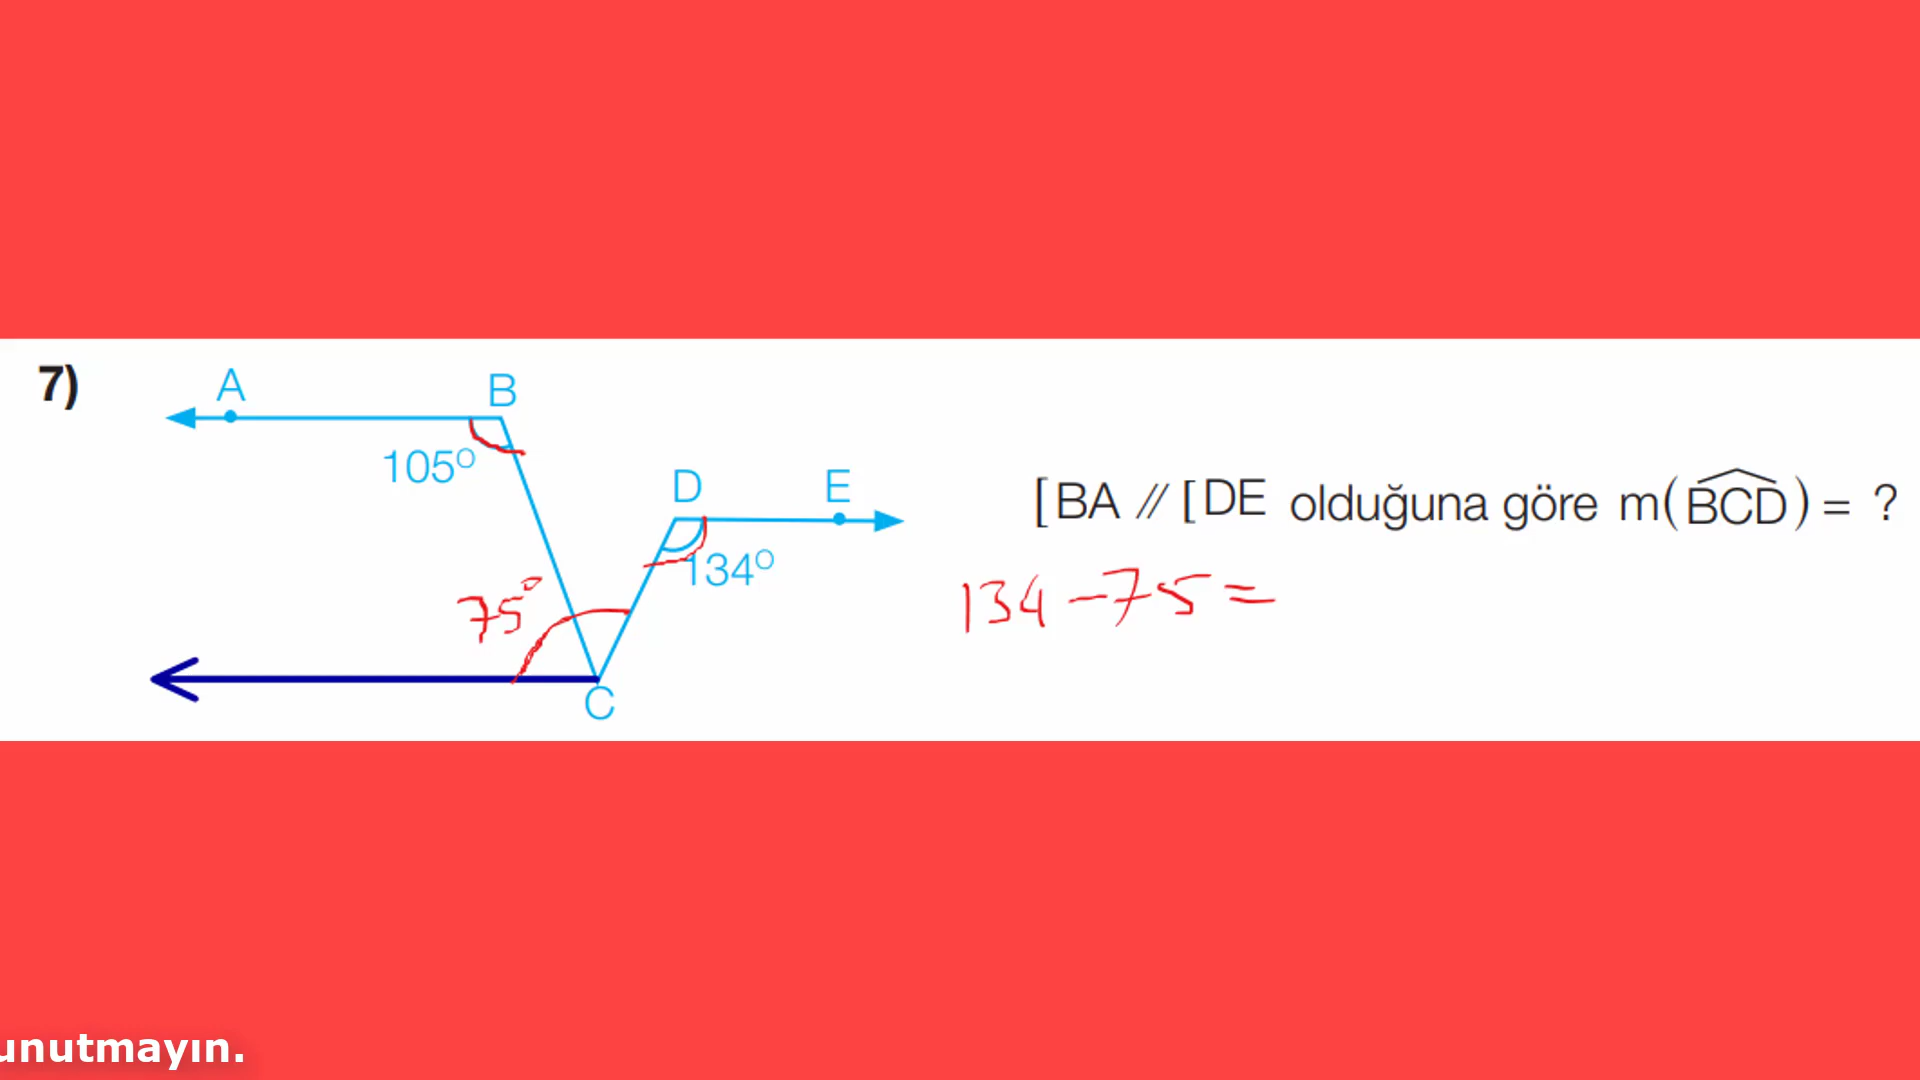 7)
A
B
105°
D
E
134°
[BA // [DE olduğuna göre m(BCD) = ?
134-75=
75°
C
unutmayın.